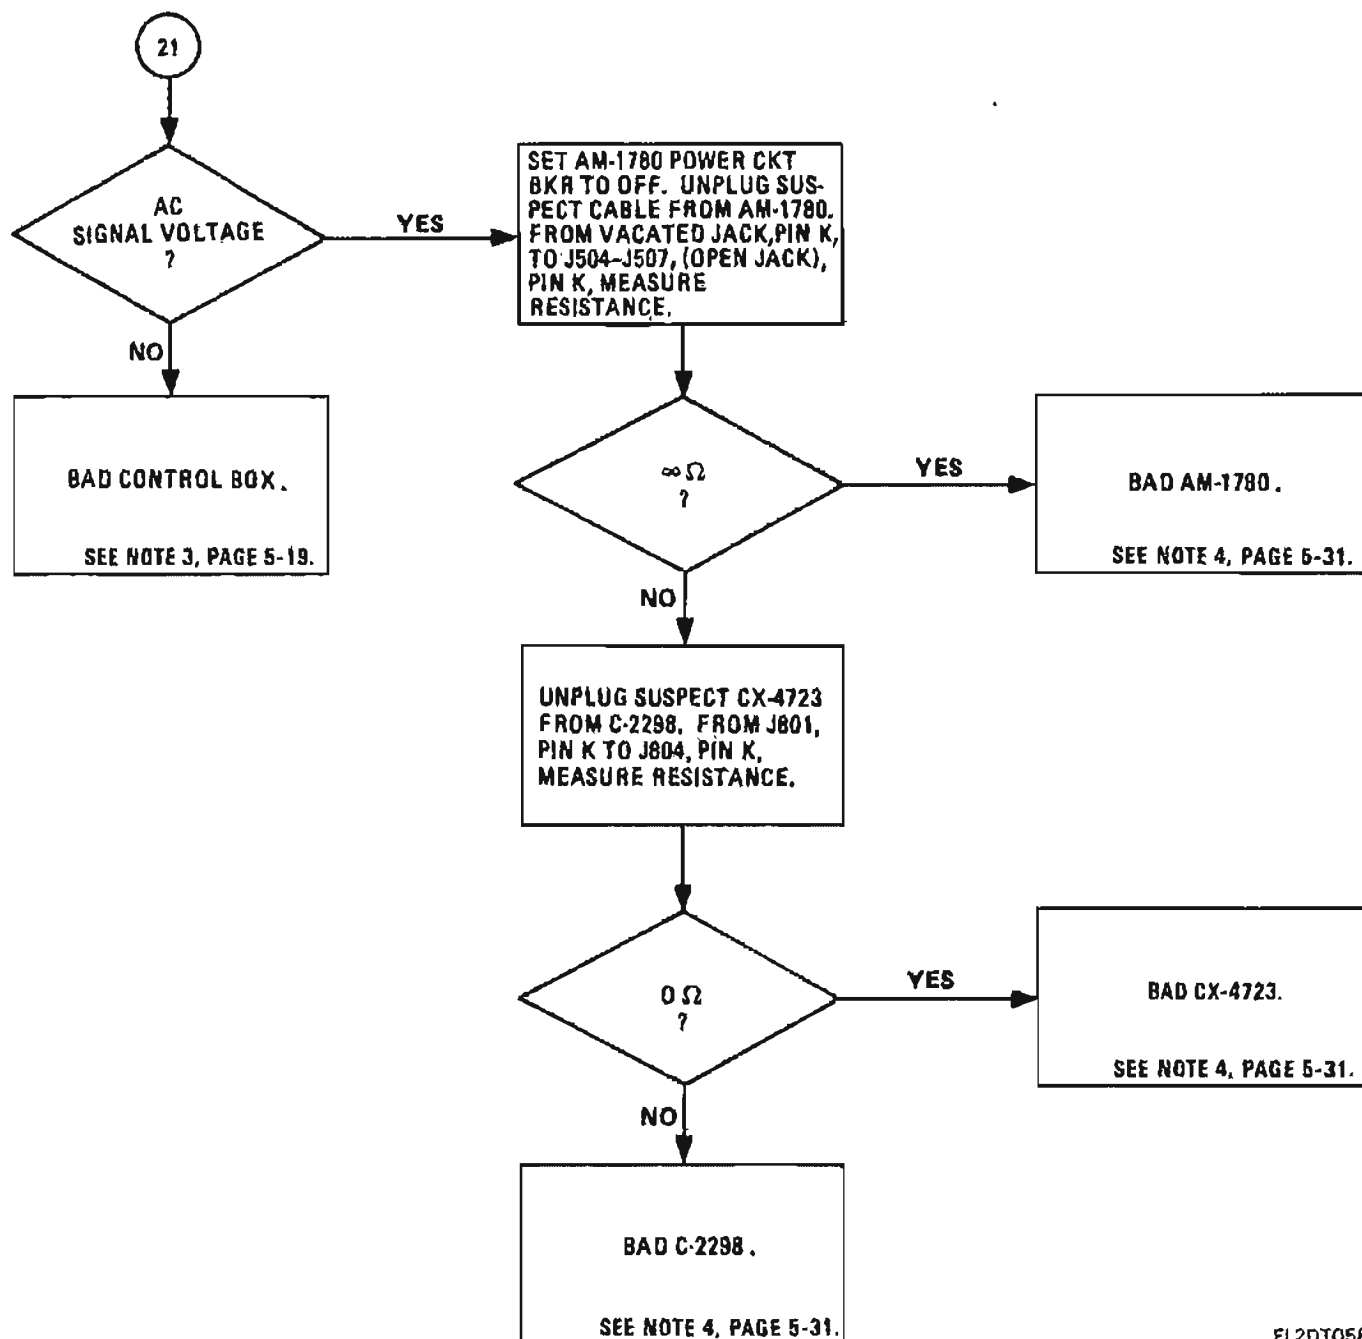 21
AC
SIGNAL VOLTAGE
?
YES
SET AM-1780 POWER CKT
BKR TO OFF. UNPLUG SUS-
PECT CABLE FROM AM-1780.
FROM VACATED JACK, PIN K,
TO J504-J507, (OPEN JACK),
PIN K, MEASURE
RESISTANCE.
NO
BAD CONTROL BOX.
SEE NOTE 3, PAGE 5-19.
∞ Ω
?
YES
BAD AM-1780.
SEE NOTE 4, PAGE 5-31.
NO
UNPLUG SUSPECT CX-4723
FROM C-2298. FROM J801,
PIN K TO J804, PIN K,
MEASURE RESISTANCE.
0 Ω
?
YES
BAD CX-4723.
SEE NOTE 4, PAGE 5-31.
NO
BAD C-2298.
SEE NOTE 4, PAGE 5-31.